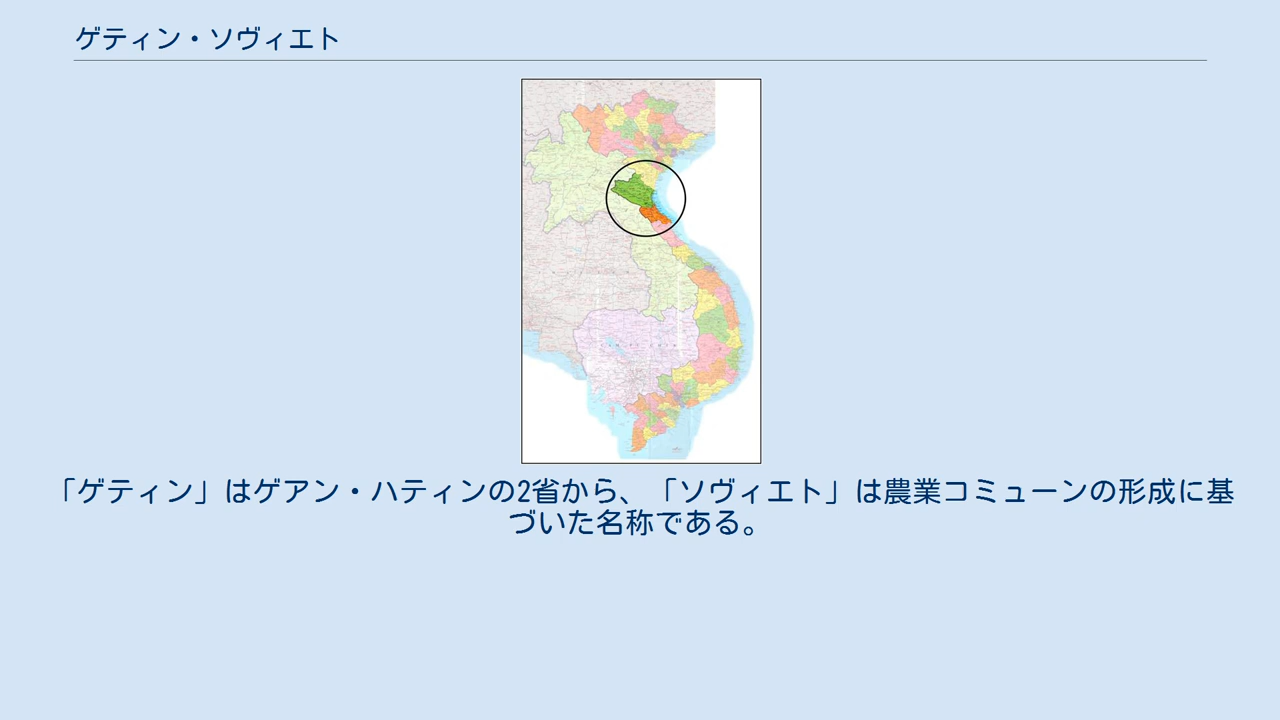 ゲティン・ソヴィエト
「ゲティン」はゲアン・ハティンの2省から、「ソヴィエト」は農業コミューンの形成に基
づいた名称である。